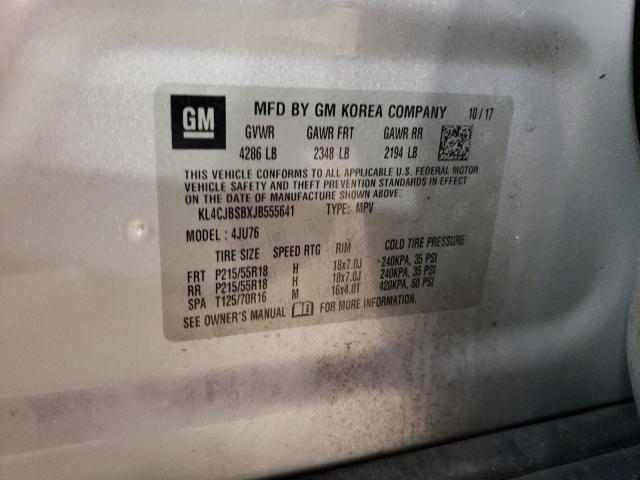 GM
MFD BY GM KOREA COMPANY 10/17
GVWR GAWR FRT GAWR RR
4286 LB 2348 LB 2194 LB
THIS VEHICLE CONFORMS TO ALL APPLICABLE U.S. FEDERAL MOTOR
VEHICLE SAFETY AND THEFT PREVENTION STANDARDS IN EFFECT
ON THE DATE OF MANUFACTURE SHOWN ABOVE.
KL4CJBSBXJB555641 TYPE: MPV
MODEL: 4JU76
TIRE SIZE SPEED RTG RIM COLD TIRE PRESSURE
FRT P215/55R18 H 18x7.0J 240KPA, 35 PSI
RR P215/55R18 H 18x7.0J 240KPA, 35 PSI
SPA T125/70R16 M 16x4.0T 420KPA, 60 PSI
SEE OWNER'S MANUAL FOR MORE INFORMATION.